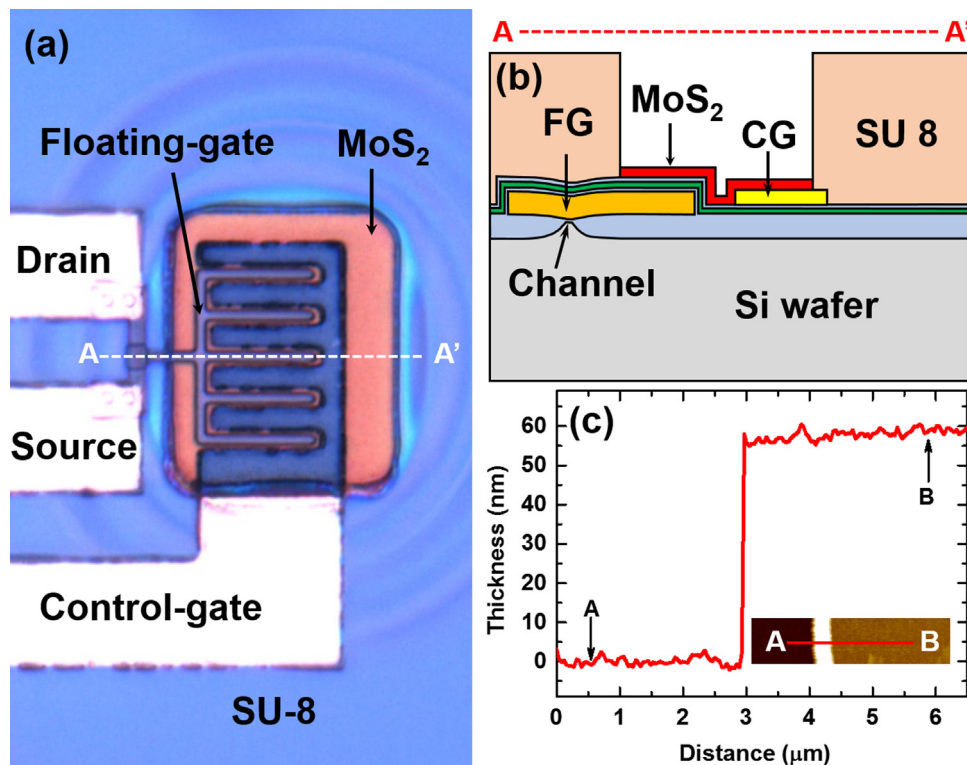 (a)
Floating-gate
MoS₂
Drain
A
A'
Source
Control-gate
SU-8
A
A'
(b)
MoS₂
FG
CG
SU 8
Channel
Si wafer
(c)
Thickness (nm)
60
50
40
30
20
10
0
A
B
A
B
0
1
2
3
4
5
6
Distance (μm)